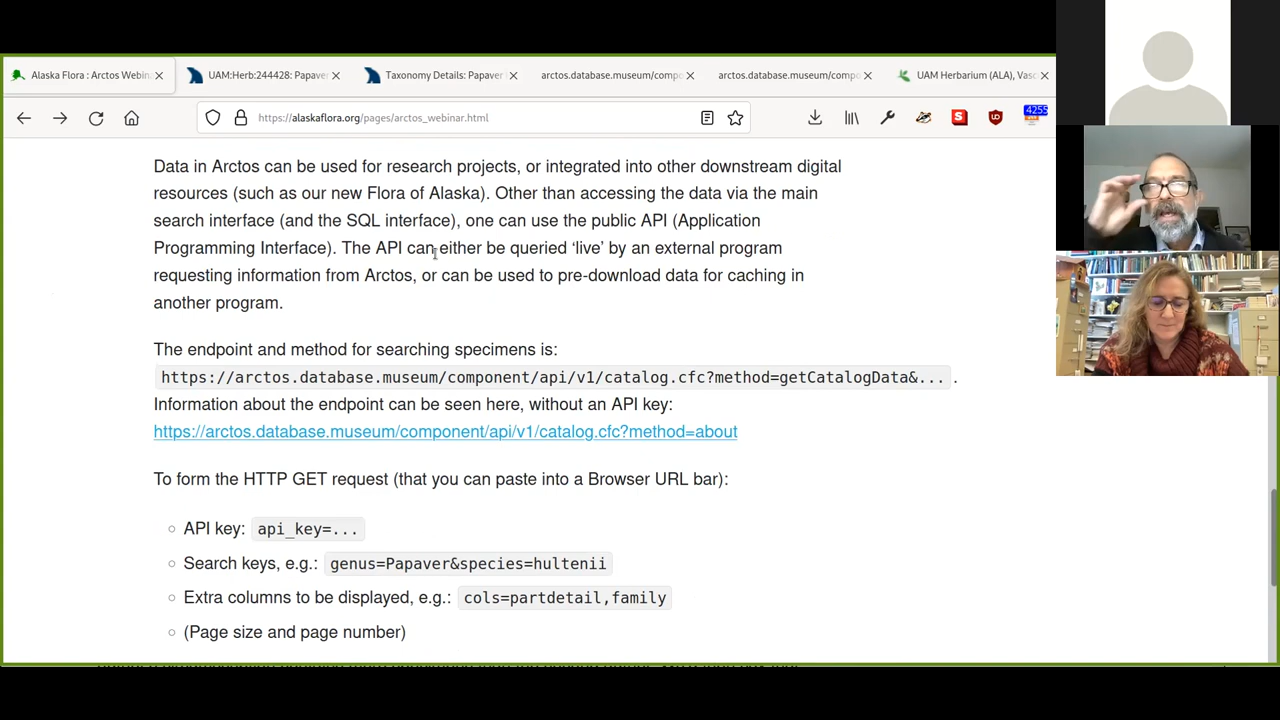 Alaska Flora : Arctos Webin
UAM:Herb:244428: Papave
Taxonomy Details: Papaver
arctos.database.museum/compo
arctos.database.museum/compo
UAM Herbarium (ALA), Vasc
https://alaskaflora.org/pages/arctos_webinar.html
4255
Data in Arctos can be used for research projects, or integrated into other downstream digital
resources (such as our new Flora of Alaska). Other than accessing the data via the main
search interface (and the SQL interface), one can use the public API (Application
Programming Interface). The API can either be queried ‘live’ by an external program
requesting information from Arctos, or can be used to pre-download data for caching in
another program.
The endpoint and method for searching specimens is:
https://arctos.database.museum/component/api/v1/catalog.cfc?method=getCatalogData&... .
Information about the endpoint can be seen here, without an API key:
https://arctos.database.museum/component/api/v1/catalog.cfc?method=about
To form the HTTP GET request (that you can paste into a Browser URL bar):
API key: api_key=...
Search keys, e.g.: genus=Papaver&species=hultenii
Extra columns to be displayed, e.g.: cols=partdetail,family
(Page size and page number)